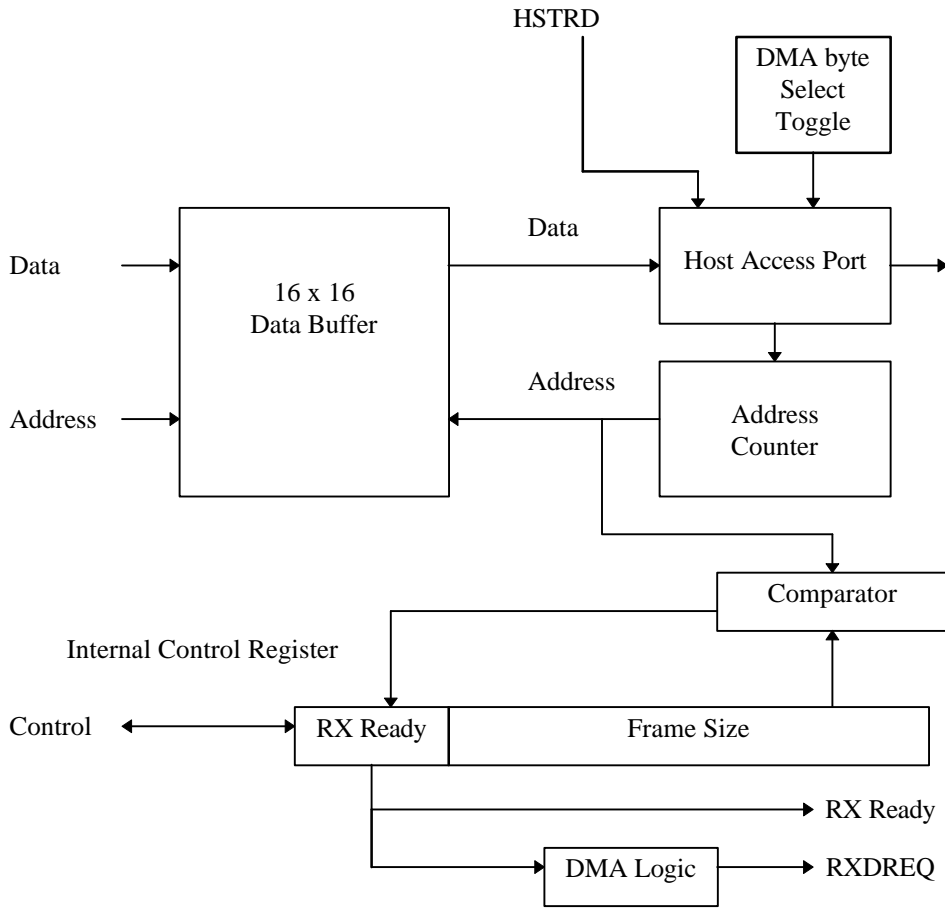 HSTRD
DMA byte
Select
Toggle
Data
Data
Host Access Port
16 x 16
Data Buffer
Address
Address
Address
Counter
Comparator
Internal Control Register
Control
RX Ready
Frame Size
RX Ready
DMA Logic
RXDREQ